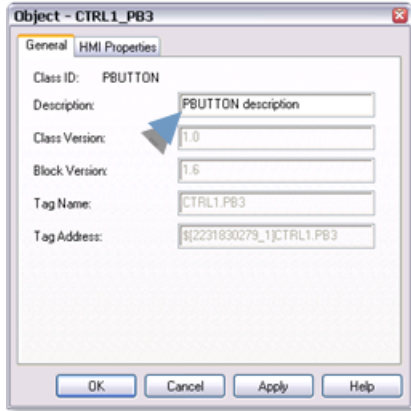 Object - CTRL1_PB3
General HMI Properties
Class ID: PBUTTON
Description: PBUTTON description
Class Version: 1.0
Block Version: 1.6
Tag Name: CTRL1.PB3
Tag Address: $[2231830279_1]CTRL1.PB3
OK Cancel Apply Help